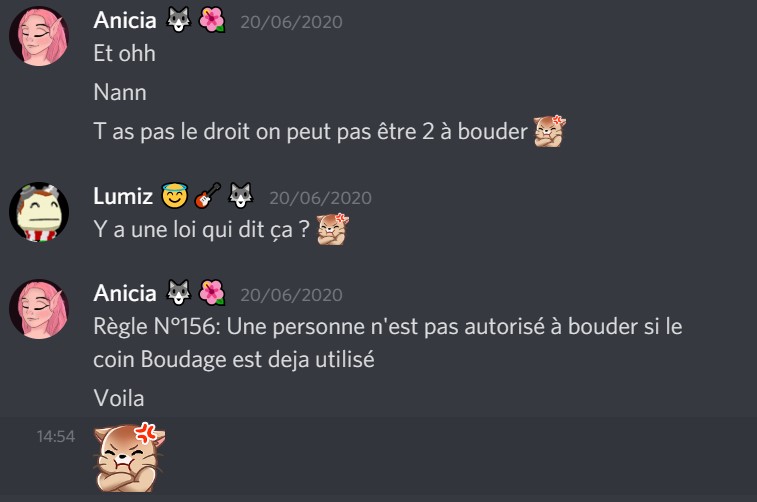 Anicia 🐺 🌺 20/06/2020
Et ohh
Nann
T as pas le droit on peut pas être 2 à bouder
Lumiz 😇 🎸 🐺 20/06/2020
Y a une loi qui dit ça ?
Anicia 🐺 🌺 20/06/2020
Règle N°156: Une personne n'est pas autorisé à bouder si le
coin Boudage est deja utilisé
Voila
14:54